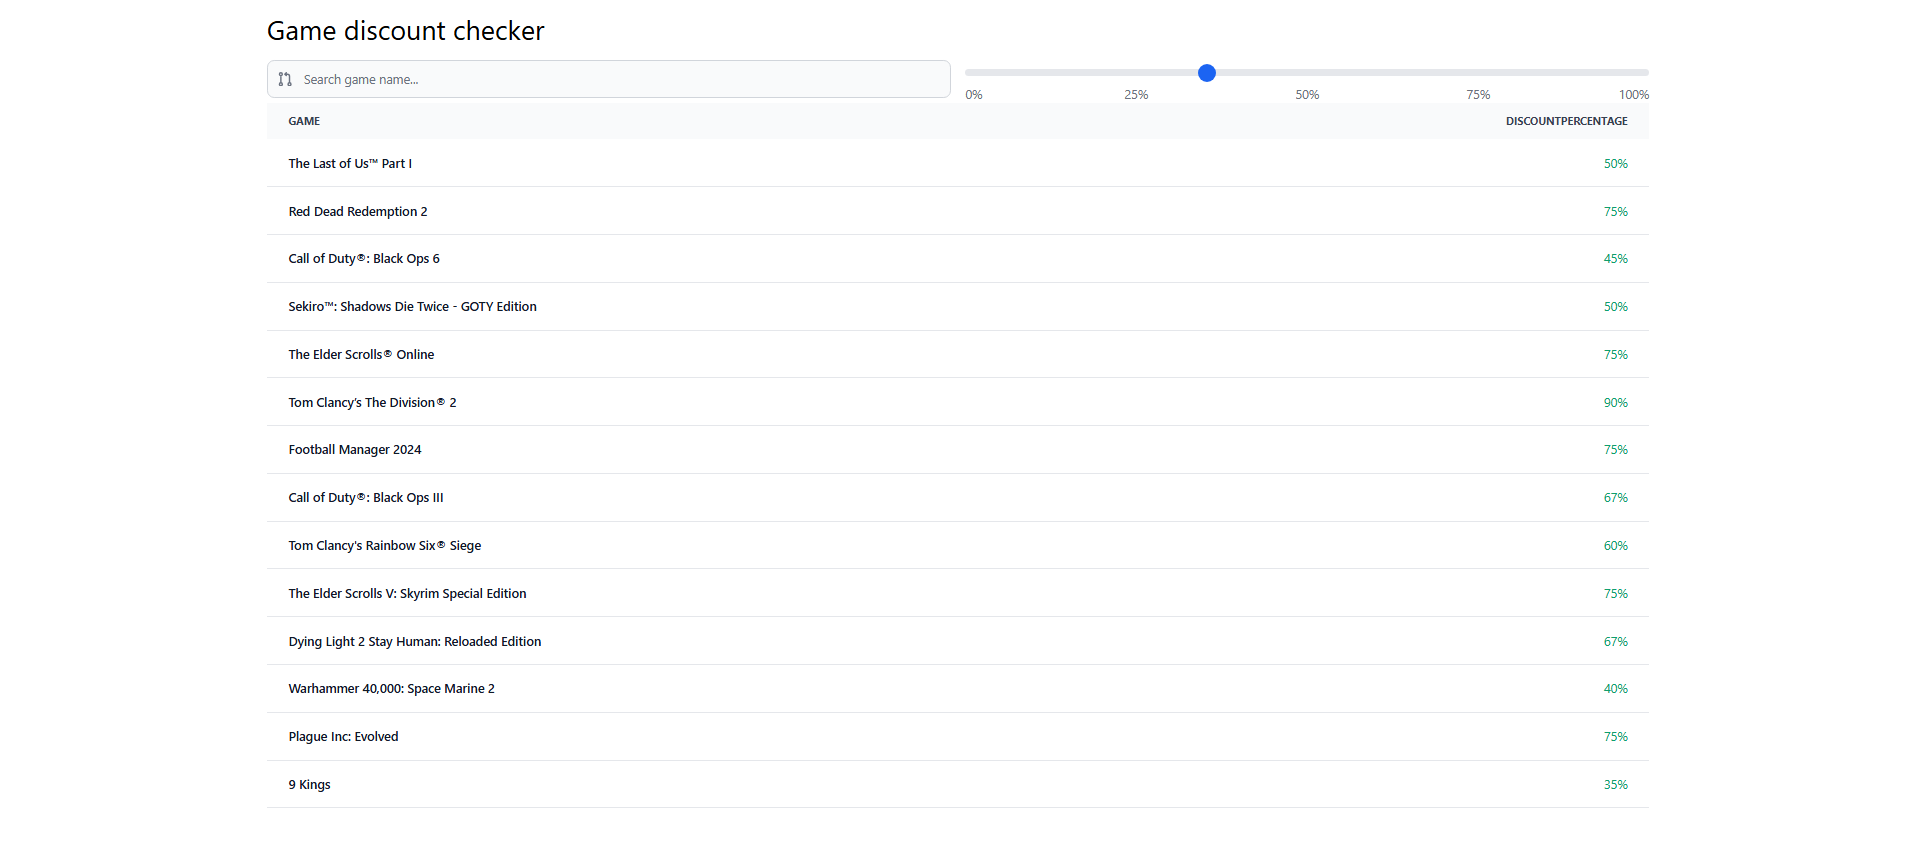 Game discount checker
Search game name...
0% 25% 50% 75% 100%
GAME DISCOUNTPERCENTAGE
The Last of Us™ Part I 50%
Red Dead Redemption 2 75%
Call of Duty®: Black Ops 6 45%
Sekiro™: Shadows Die Twice - GOTY Edition 50%
The Elder Scrolls® Online 75%
Tom Clancy’s The Division® 2 90%
Football Manager 2024 75%
Call of Duty®: Black Ops III 67%
Tom Clancy's Rainbow Six® Siege 60%
The Elder Scrolls V: Skyrim Special Edition 75%
Dying Light 2 Stay Human: Reloaded Edition 67%
Warhammer 40,000: Space Marine 2 40%
Plague Inc: Evolved 75%
9 Kings 35%